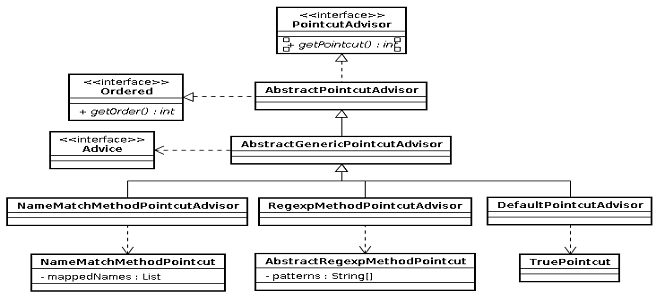 <<interface>>
PointcutAdvisor
+ getPointcut() : int
<<interface>>
Ordered
+ getOrder() : int
AbstractPointcutAdvisor
<<interface>>
Advice
AbstractGenericPointcutAdvisor
NameMatchMethodPointcutAdvisor
RegexpMethodPointcutAdvisor
DefaultPointcutAdvisor
NameMatchMethodPointcut
- mappedNames : List
AbstractRegexpMethodPointcut
- patterns : String[]
TruePointcut